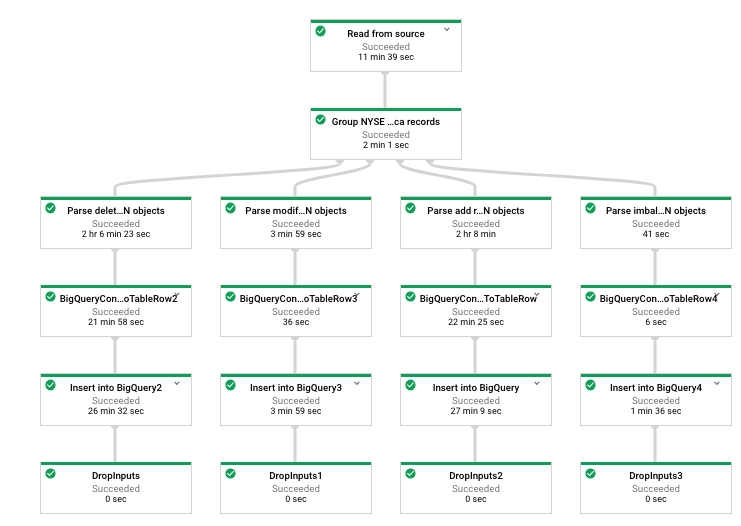 Read from source
Succeeded
11 min 39 sec
Group NYSE ...ca records
Succeeded
2 min 1 sec
Parse delet...N objects
Succeeded
2 hr 6 min 23 sec
Parse modif...N objects
Succeeded
3 min 59 sec
Parse add r...N objects
Succeeded
2 hr 8 min
Parse imbal...N objects
Succeeded
41 sec
BigQueryCon...oTableRow2
Succeeded
21 min 58 sec
BigQueryCon...oTableRow3
Succeeded
36 sec
BigQueryCon...ToTableRow
Succeeded
22 min 25 sec
BigQueryCon...oTableRow4
Succeeded
6 sec
Insert into BigQuery2
Succeeded
26 min 32 sec
Insert into BigQuery3
Succeeded
3 min 59 sec
Insert into BigQuery
Succeeded
27 min 9 sec
Insert into BigQuery4
Succeeded
1 min 36 sec
DropInputs
Succeeded
0 sec
DropInputs1
Succeeded
0 sec
DropInputs2
Succeeded
0 sec
DropInputs3
Succeeded
0 sec